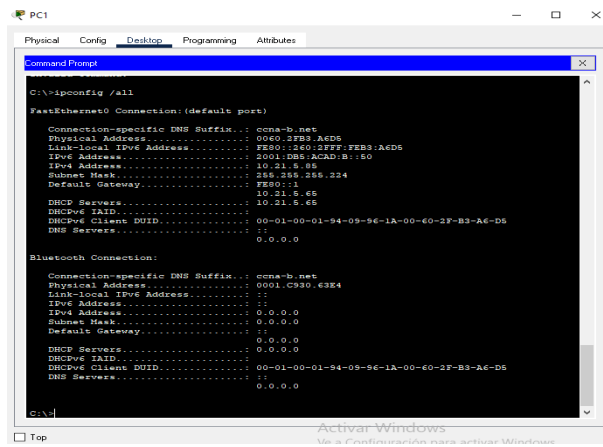 PC1
Physical Config Desktop Programming Attributes
Command Prompt
C:\>ipconfig /all
FastEthernet0 Connection:(default port)
Connection-specific DNS Suffix..: ccna-b.net
Physical Address................: 0060.2FB3.A6D5
Link-local IPv6 Address.........: FE80::260:2FFF:FEB3:A6D5
IPv6 Address....................: 2001:DB5:ACAD:B::50
IPv4 Address....................: 10.21.5.85
Subnet Mask.....................: 255.255.255.224
Default Gateway.................: FE80::1
10.21.5.65
DHCP Servers....................: 10.21.5.65
DHCPv6 IAID.....................:
DHCPv6 Client DUID..............: 00-01-00-01-94-09-96-1A-00-60-2F-B3-A6-D5
DNS Servers.....................: ::
0.0.0.0
Bluetooth Connection:
Connection-specific DNS Suffix..: ccna-b.net
Physical Address................: 0001.C930.63E4
Link-local IPv6 Address.........: ::
IPv6 Address....................: ::
IPv4 Address....................: 0.0.0.0
Subnet Mask.....................: 0.0.0.0
Default Gateway.................: ::
0.0.0.0
DHCP Servers....................: 0.0.0.0
DHCPv6 IAID.....................:
DHCPv6 Client DUID..............: 00-01-00-01-94-09-96-1A-00-60-2F-B3-A6-D5
DNS Servers.....................: ::
0.0.0.0
C:\>
Top
Activar Windows
Ve a Configuración para activar Windows